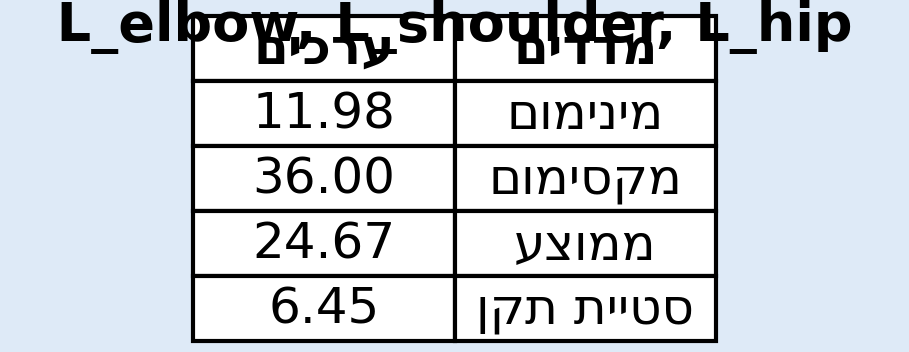 L_elbow, L_shoulder, L_hip
מדדים ערכים
מינימום 11.98
מקסימום 36.00
ממוצע 24.67
סטיית תקן 6.45